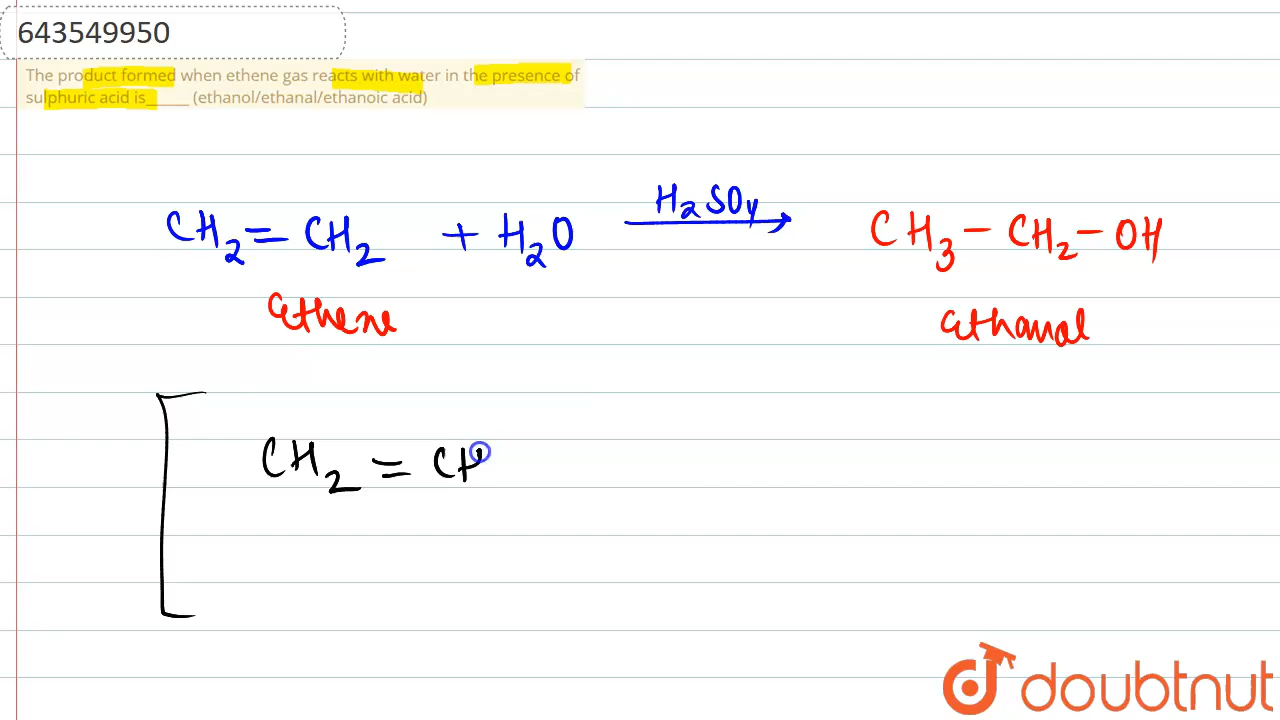 643549950
The product formed when ethene gas reacts with water in the presence of
sulphuric acid is______ (ethanol/ethanal/ethanoic acid)
CH2 = CH2 + H2O H2SO4 → CH3 - CH2 - OH
Ethene Ethanal
CH2 = CH
doubtnut